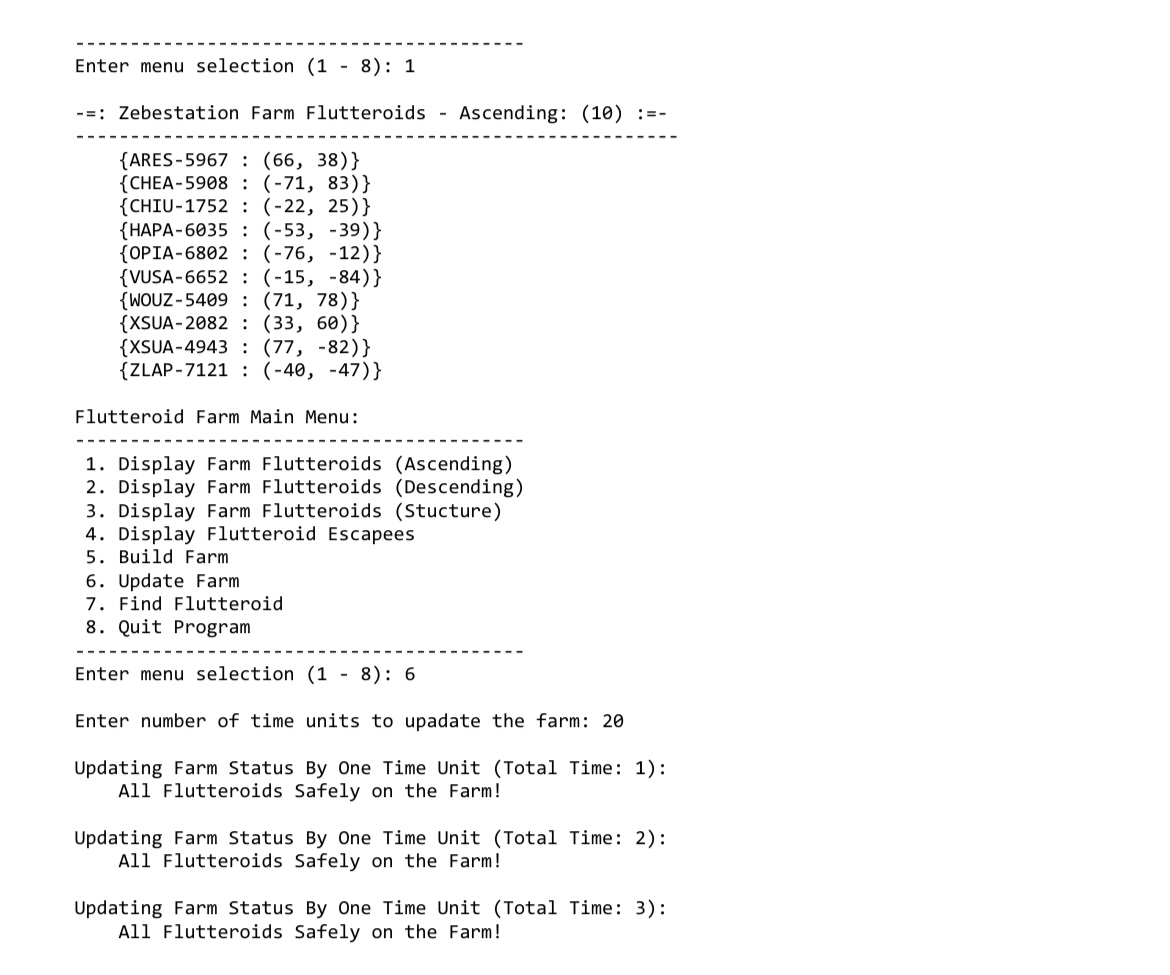 -----------------------------------------
Enter menu selection (1 - 8): 1
-=: Zebestation Farm Flutteroids - Ascending: (10) :=-
-------------------------------------------------------
{ARES-5967 : (66, 38)}
{CHEA-5908 : (-71, 83)}
{CHIU-1752 : (-22, 25)}
{HAPA-6035 : (-53, -39)}
{OPIA-6802 : (-76, -12)}
{VUSA-6652 : (-15, -84)}
{WOUZ-5409 : (71, 78)}
{XSUA-2082 : (33, 60)}
{XSUA-4943 : (77, -82)}
{ZLAP-7121 : (-40, -47)}
Flutteroid Farm Main Menu:
-----------------------------------------
1. Display Farm Flutteroids (Ascending)
2. Display Farm Flutteroids (Descending)
3. Display Farm Flutteroids (Stucture)
4. Display Flutteroid Escapees
5. Build Farm
6. Update Farm
7. Find Flutteroid
8. Quit Program
-----------------------------------------
Enter menu selection (1 - 8): 6
Enter number of time units to upadate the farm: 20
Updating Farm Status By One Time Unit (Total Time: 1):
All Flutteroids Safely on the Farm!
Updating Farm Status By One Time Unit (Total Time: 2):
All Flutteroids Safely on the Farm!
Updating Farm Status By One Time Unit (Total Time: 3):
All Flutteroids Safely on the Farm!